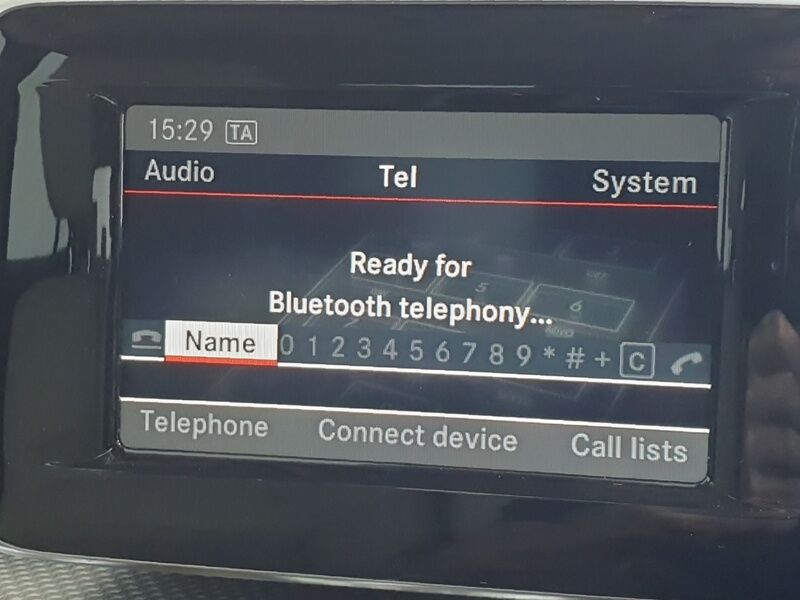 15:29 TA
Audio Tel System
Ready for
Bluetooth telephony...
Name 0 1 2 3 4 5 6 7 8 9 * # + C
Telephone Connect device Call lists